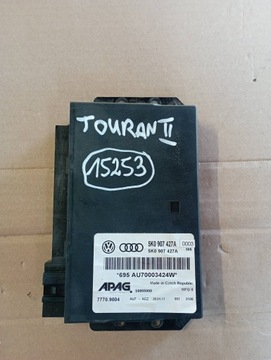 TOURAN II
15253
5K0 907 427A 0003
5K0 907 427A
*695 AU70003424W*
Made in Czech Republic
APAG
7770.9004